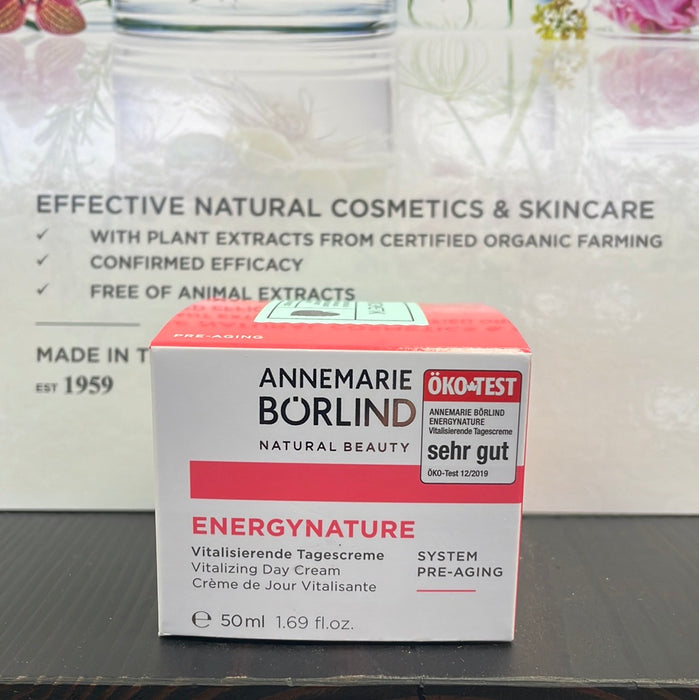 EFFECTIVE NATURAL COSMETICS & SKINCARE
✓ WITH PLANT EXTRACTS FROM CERTIFIED ORGANIC FARMING
✓ CONFIRMED EFFICACY
✓ FREE OF ANIMAL EXTRACTS
MADE IN T
EST 1959
PRE-AGING
ANNEMARIE
BÖRLIND
NATURAL BEAUTY
ÖKO-TEST
ANNEMARIE BÖRLIND
ENERGYNATURE
Vitalisierende Tagescreme
sehr gut
ÖKO-Test 12/2019
ENERGYNATURE
Vitalisierende Tagescreme
Vitalizing Day Cream
Crème de Jour Vitalisante
SYSTEM
PRE-AGING
℮ 50ml 1.69 fl.oz.